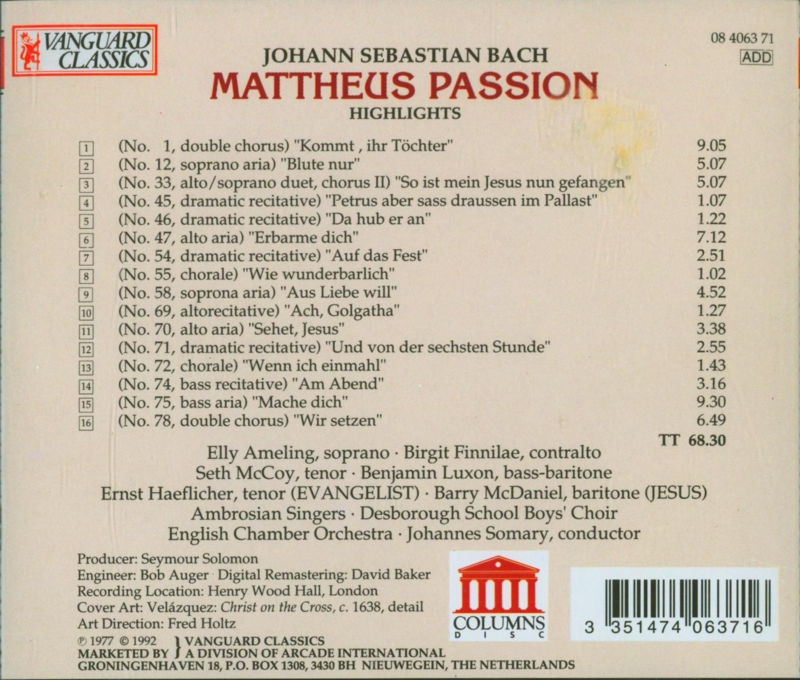 VANGUARD
CLASSICS
08 4063 71
ADD
JOHANN SEBASTIAN BACH
MATTHEUS PASSION
HIGHLIGHTS
1 (No. 1, double chorus) "Kommt , ihr Töchter" 9.05
2 (No. 12, soprano aria) "Blute nur" 5.07
3 (No. 33, alto/soprano duet, chorus II) "So ist mein Jesus nun gefangen" 5.07
4 (No. 45, dramatic recitative) "Petrus aber sass draussen im Pallast" 1.07
5 (No. 46, dramatic recitative) "Da hub er an" 1.22
6 (No. 47, alto aria) "Erbarme dich" 7.12
7 (No. 54, dramatic recitative) "Auf das Fest" 2.51
8 (No. 55, chorale) "Wie wunderbarlich" 1.02
9 (No. 58, soprona aria) "Aus Liebe will" 4.52
10 (No. 69, altorecitative) "Ach, Golgatha" 1.27
11 (No. 70, alto aria) "Sehet, Jesus" 3.38
12 (No. 71, dramatic recitative) "Und von der sechsten Stunde" 2.55
13 (No. 72, chorale) "Wenn ich einmahl" 1.43
14 (No. 74, bass recitative) "Am Abend" 3.16
15 (No. 75, bass aria) "Mache dich" 9.30
16 (No. 78, double chorus) "Wir setzen" 6.49
TT 68.30
Elly Ameling, soprano · Birgit Finnilae, contralto
Seth McCoy, tenor · Benjamin Luxon, bass-baritone
Ernst Haeflicher, tenor (EVANGELIST) · Barry McDaniel, baritone (JESUS)
Ambrosian Singers · Desborough School Boys' Choir
English Chamber Orchestra · Johannes Somary, conductor
Producer: Seymour Solomon
Engineer: Bob Auger · Digital Remastering: David Baker
Recording Location: Henry Wood Hall, London
Cover Art: Velázquez: Christ on the Cross, c. 1638, detail
Art Direction: Fred Holtz
℗ 1977 © 1992 } VANGUARD CLASSICS
MARKETED BY } A DIVISION OF ARCADE INTERNATIONAL
GRONINGENHAVEN 18, P.O. BOX 1308, 3430 BH NIEUWEGEIN, THE NETHERLANDS
COLUMNS
DISC
3 351474 063716